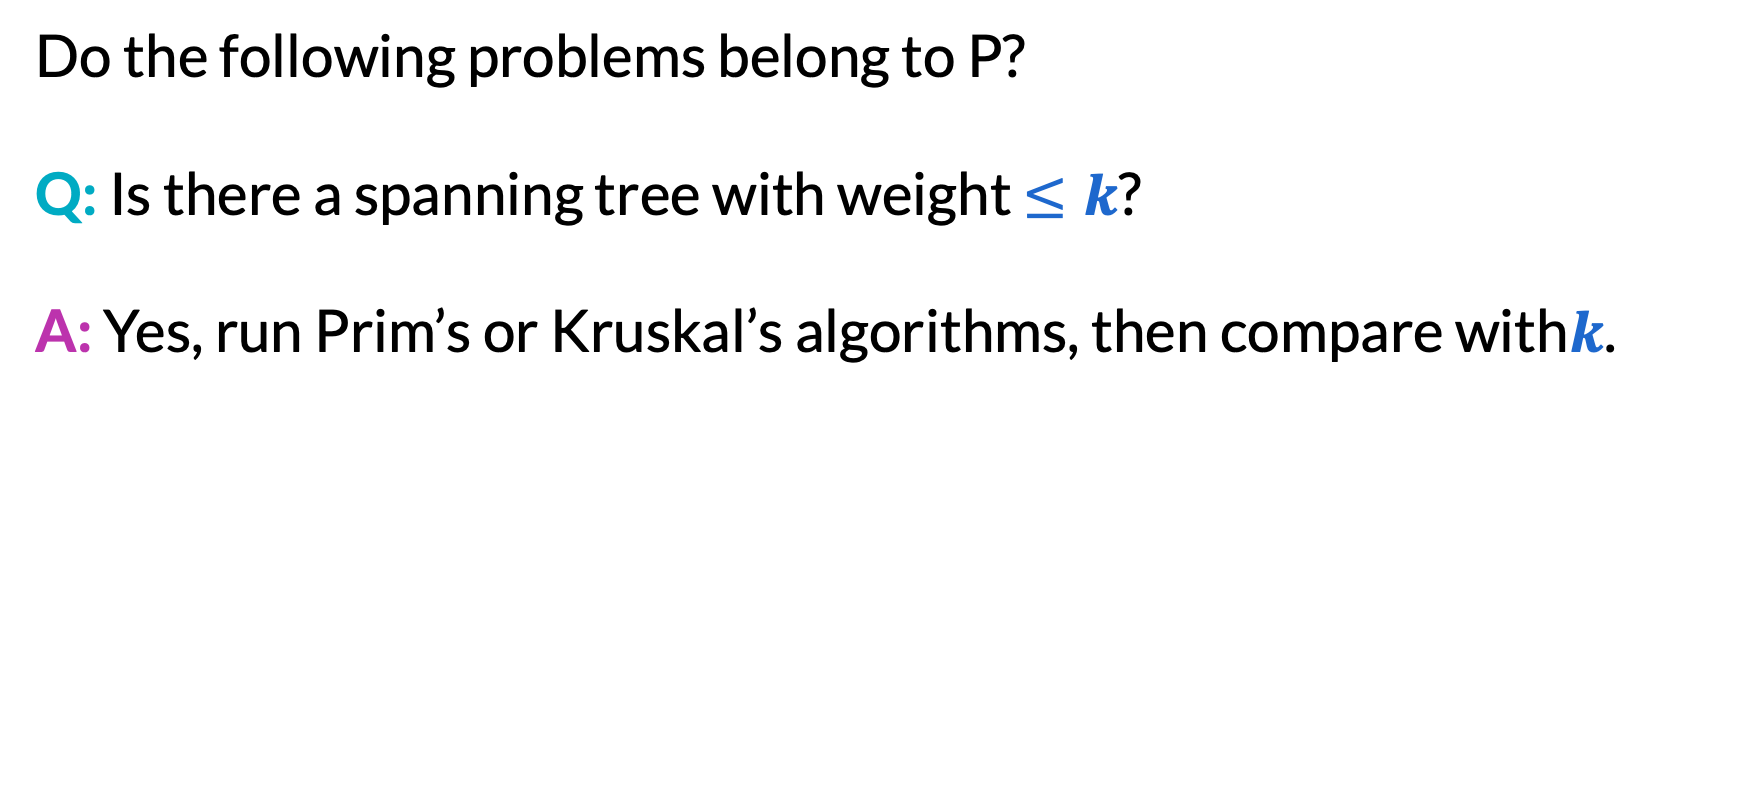 Do the following problems belong to P?
Q: Is there a spanning tree with weight ≤ k?
A: Yes, run Prim’s or Kruskal’s algorithms, then compare withk.